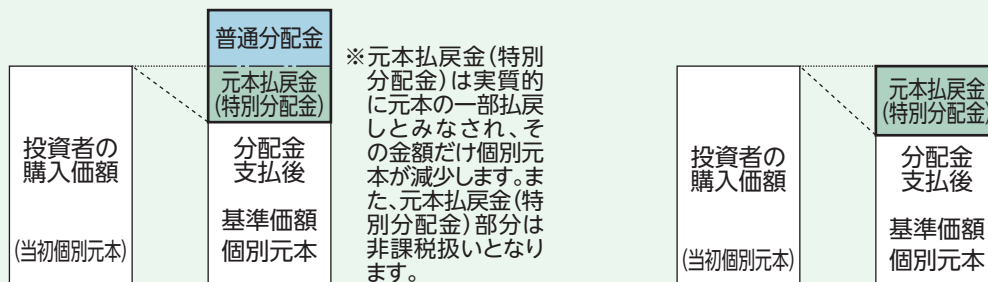 投資者の
購入価額
(当初個別元本)
普通分配金
元本払戻金
(特別分配金)
分配金
支払後
基準価額
個別元本
※元本払戻金(特別
分配金)は実質的
に元本の一部払戻
しとみなされ、そ
の金額だけ個別元
本が減少します。ま
た、元本払戻金(特
別分配金)部分は
非課税扱いとなり
ます。
投資者の
購入価額
(当初個別元本)
元本払戻金
(特別分配金)
分配金
支払後
基準価額
個別元本